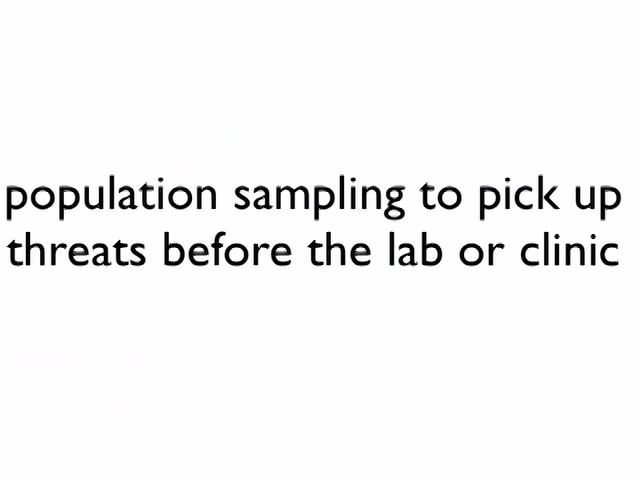 population sampling to pick up
threats before the lab or clinic